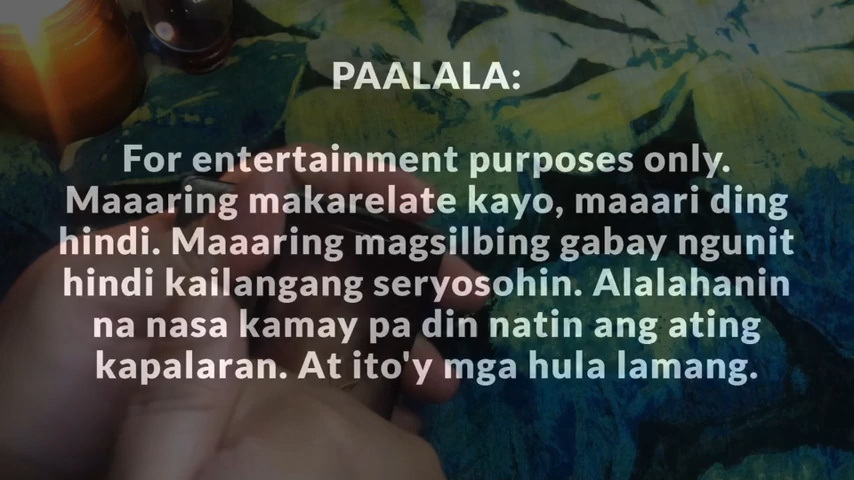 PAALALA:
For entertainment purposes only.
Maaaring makarelate kayo, maaari ding
hindi. Maaaring magsilbing gabay ngunit
hindi kailangang seryosohin. Alalahanin
na nasa kamay pa din natin ang ating
kapalaran. At ito'y mga hula lamang.